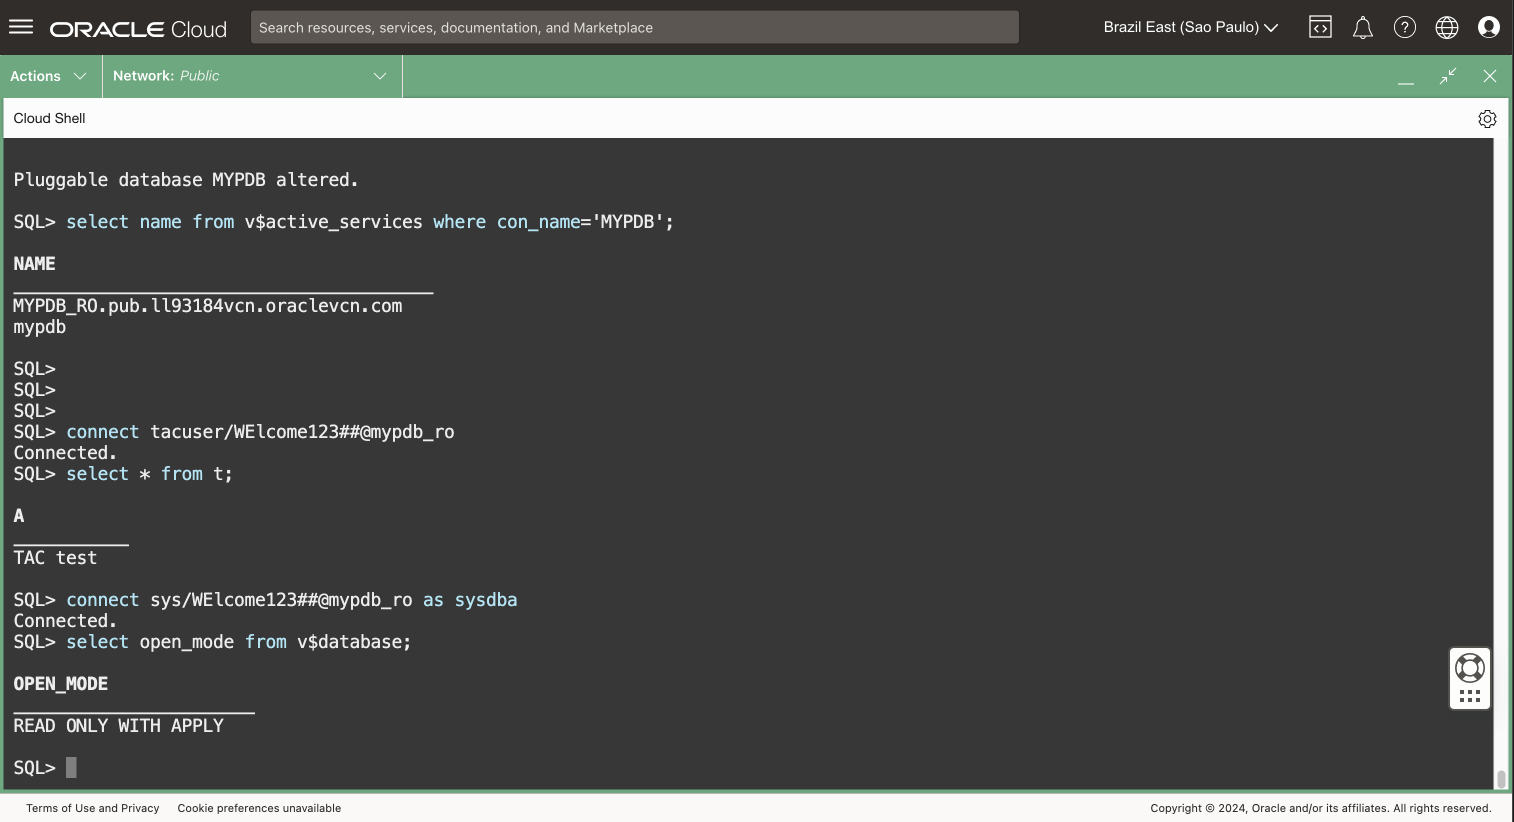 ORACLE Cloud
Search resources, services, documentation, and Marketplace
Brazil East (Sao Paulo)
Actions
Network: Public
Cloud Shell
Pluggable database MYPDB altered.
SQL> select name from v$active_services where con_name='MYPDB';
NAME
MYPDB_RO.pub.ll93184vcn.oraclevcn.com
mypdb
SQL>
SQL>
SQL>
SQL> connect tacuser/WElcome123##@mypdb_ro
Connected.
SQL> select * from t;
A
TAC test
SQL> connect sys/WElcome123##@mypdb_ro as sysdba
Connected.
SQL> select open_mode from v$database;
OPEN_MODE
READ ONLY WITH APPLY
SQL>
Terms of Use and Privacy
Cookie preferences unavailable
Copyright © 2024, Oracle and/or its affiliates. All rights reserved.